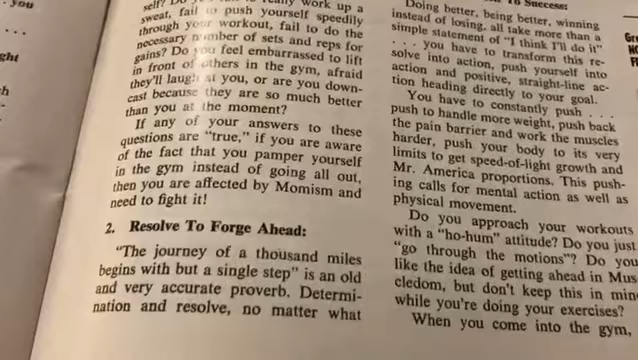 you
...
ght
ch
self? Do
really work up a
sweat, fail to push yourself speedily
through your workout, fail to do the
necessary number of sets and reps for
gains? Do you feel embarrassed to lift
in front of others in the gym, afraid
they'll laugh at you, or are you down-
cast because they are so much better
than you at the moment?
If any of your answers to these
questions are "true," if you are aware
of the fact that you pamper yourself
in the gym instead of going all out,
then you are affected by Momism and
need to fight it!
2. Resolve To Forge Ahead:
"The journey of a thousand miles
begins with but a single step" is an old
and very accurate proverb. Determi-
nation and resolve, no matter what
To Success:
Doing better, being better, winning
instead of losing, all take more than a
simple statement of "I think I'll do it"
. . . you have to transform this re-
solve into action, push yourself into
action and positive, straight-line ac-
tion heading directly to your goal.
You have to constantly push . . .
push to handle more weight, push back
the pain barrier and work the muscles
harder, push your body to its very
limits to get speed-of-light growth and
Mr. America proportions. This push-
ing calls for mental action as well as
physical movement.
Do you approach your workouts
with a "ho-hum" attitude? Do you just
"go through the motions"? Do you
like the idea of getting ahead in Mus
cledom, but don't keep this in min
while you're doing your exercises?
When you come into the gym,
Gre